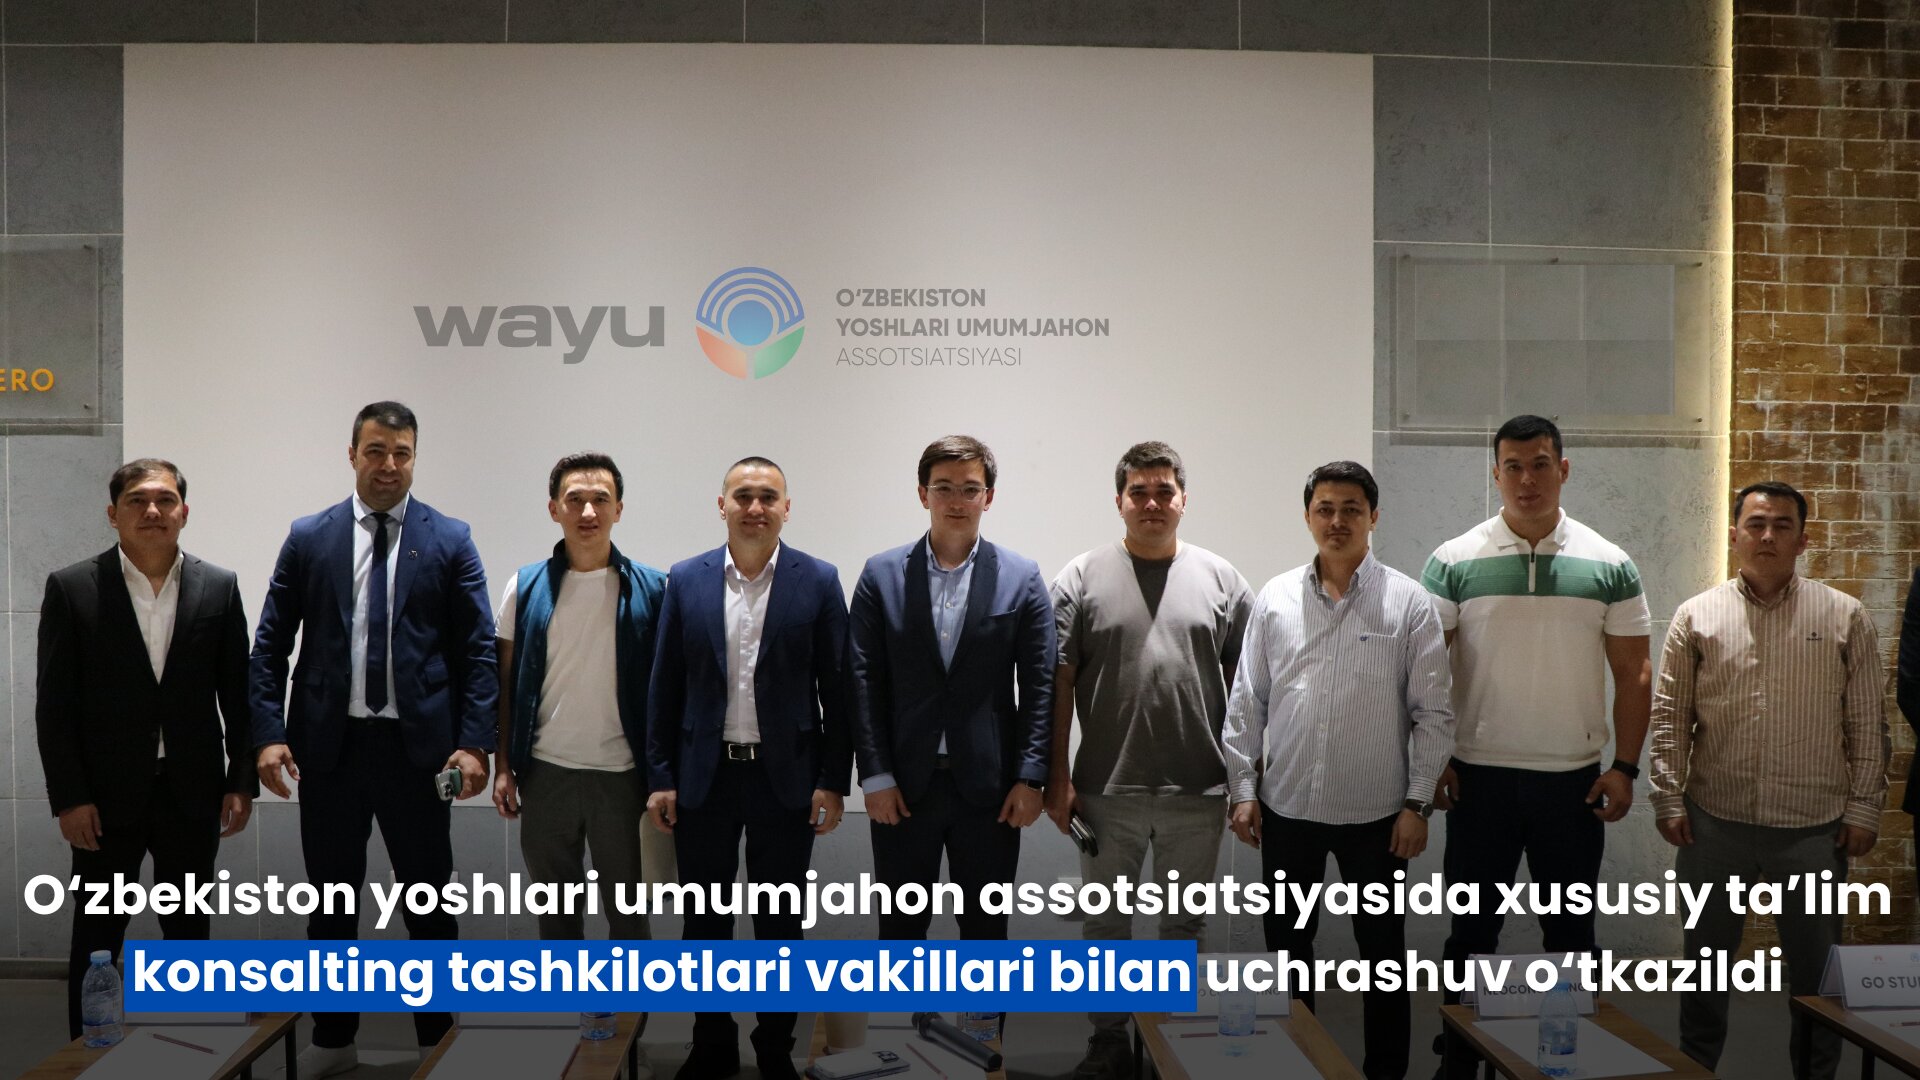 wayu
O‘ZBEKISTON
YOSHLARI UMUMJAHON
ASSOTSIATSIYASI
ERO
O‘zbekiston yoshlari umumjahon assotsiatsiyasida xususiy ta’lim
konsalting tashkilotlari vakillari bilan uchrashuv o‘tkazildi
GO STU